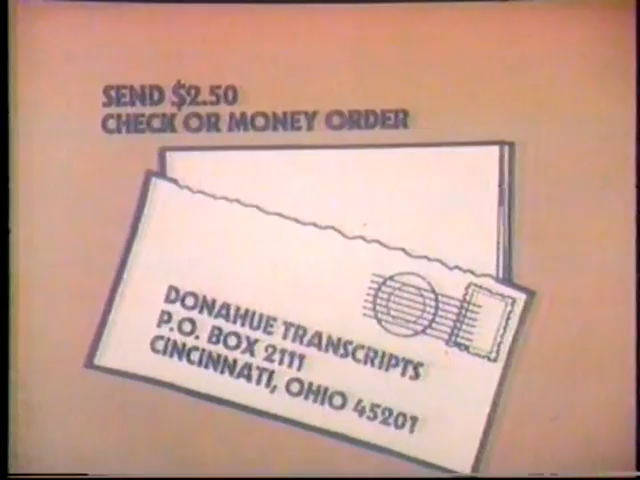 SEND $2.50
CHECK OR MONEY ORDER
DONAHUE TRANSCRIPTS
P.O. BOX 2111
CINCINNATI, OHIO 45201